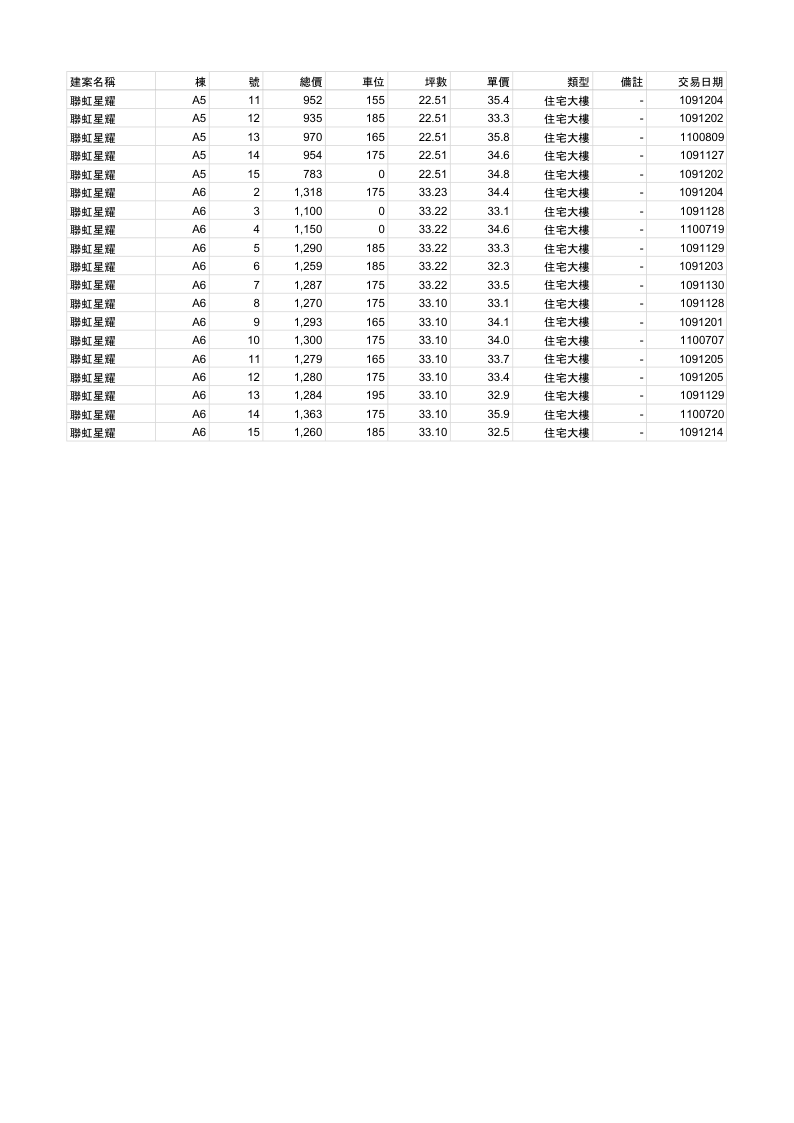 建案名稱 棟 號 總價 車位 坪數 單價 類型 備註 交易日期
聯虹星耀 A5 11 952 155 22.51 35.4 住宅大樓 - 1091204
聯虹星耀 A5 12 935 185 22.51 33.3 住宅大樓 - 1091202
聯虹星耀 A5 13 970 165 22.51 35.8 住宅大樓 - 1100809
聯虹星耀 A5 14 954 175 22.51 34.6 住宅大樓 - 1091127
聯虹星耀 A5 15 783 0 22.51 34.8 住宅大樓 - 1091202
聯虹星耀 A6 2 1,318 175 33.23 34.4 住宅大樓 - 1091204
聯虹星耀 A6 3 1,100 0 33.22 33.1 住宅大樓 - 1091128
聯虹星耀 A6 4 1,150 0 33.22 34.6 住宅大樓 - 1100719
聯虹星耀 A6 5 1,290 185 33.22 33.3 住宅大樓 - 1091129
聯虹星耀 A6 6 1,259 185 33.22 32.3 住宅大樓 - 1091203
聯虹星耀 A6 7 1,287 175 33.22 33.5 住宅大樓 - 1091130
聯虹星耀 A6 8 1,270 175 33.10 33.1 住宅大樓 - 1091128
聯虹星耀 A6 9 1,293 165 33.10 34.1 住宅大樓 - 1091201
聯虹星耀 A6 10 1,300 175 33.10 34.0 住宅大樓 - 1100707
聯虹星耀 A6 11 1,279 165 33.10 33.7 住宅大樓 - 1091205
聯虹星耀 A6 12 1,280 175 33.10 33.4 住宅大樓 - 1091205
聯虹星耀 A6 13 1,284 195 33.10 32.9 住宅大樓 - 1091129
聯虹星耀 A6 14 1,363 175 33.10 35.9 住宅大樓 - 1100720
聯虹星耀 A6 15 1,260 185 33.10 32.5 住宅大樓 - 1091214